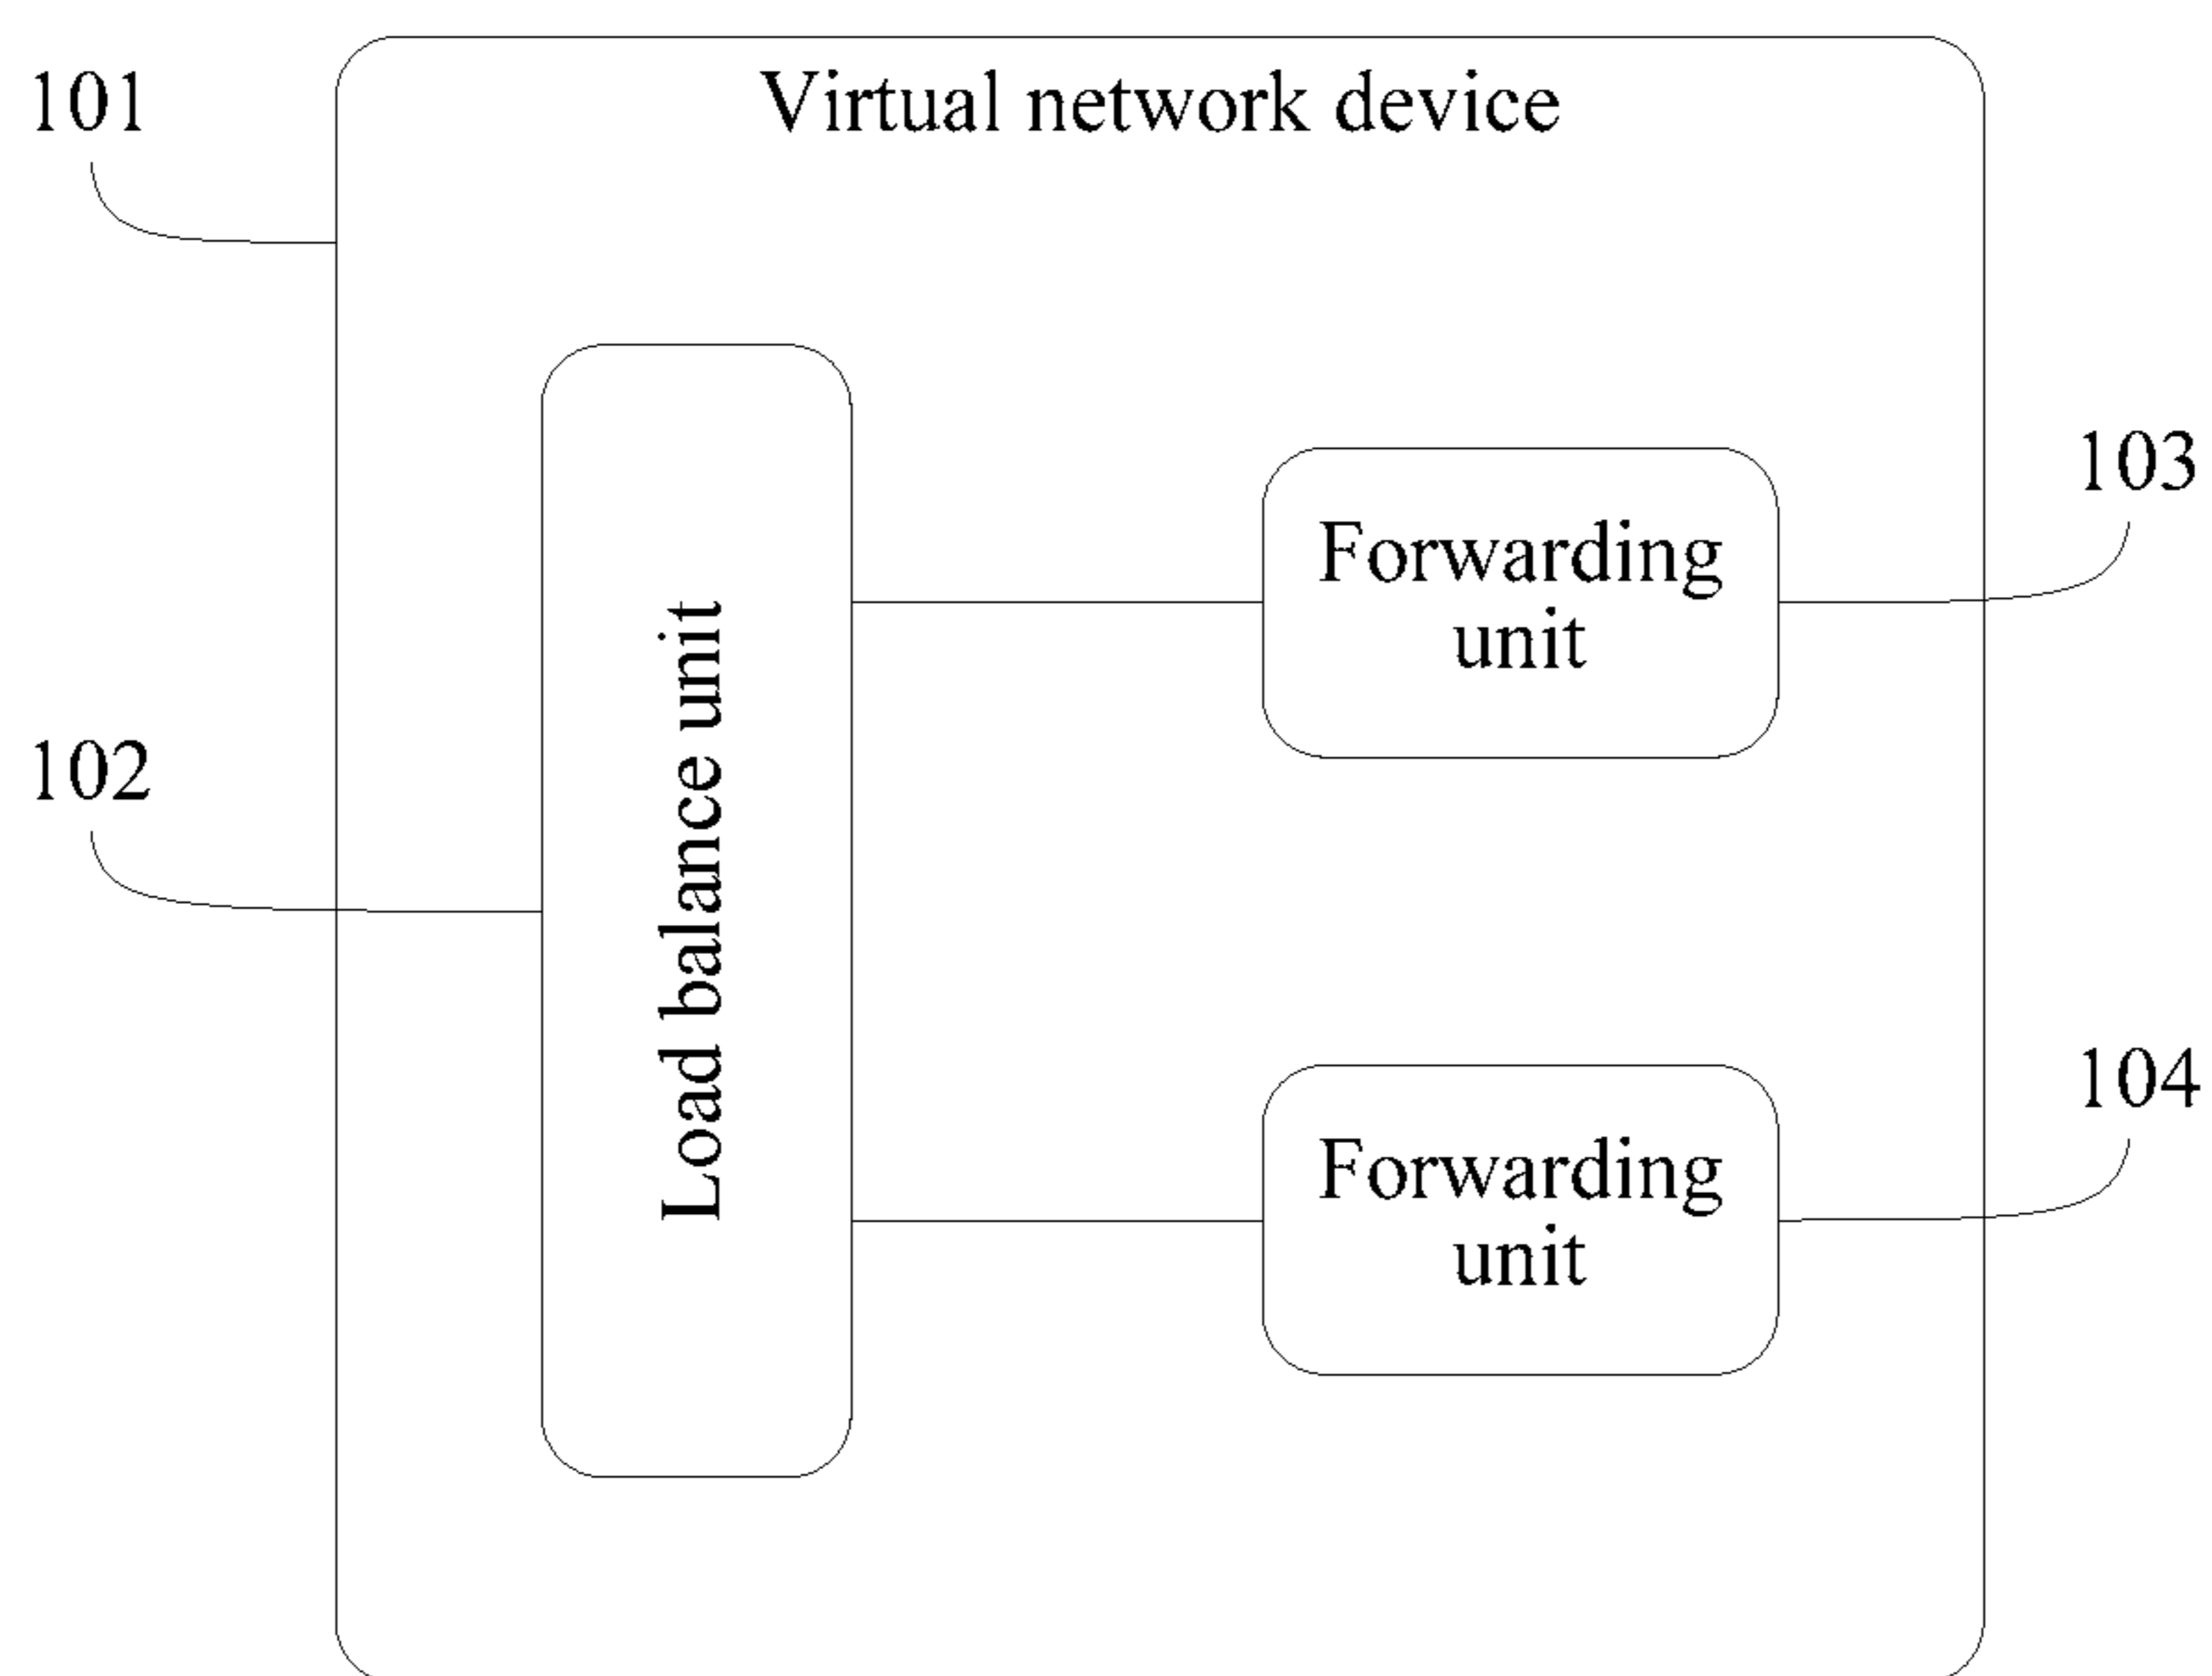 101
Virtual network device
103
Forwarding
unit
102
Load balance unit
104
Forwarding
unit